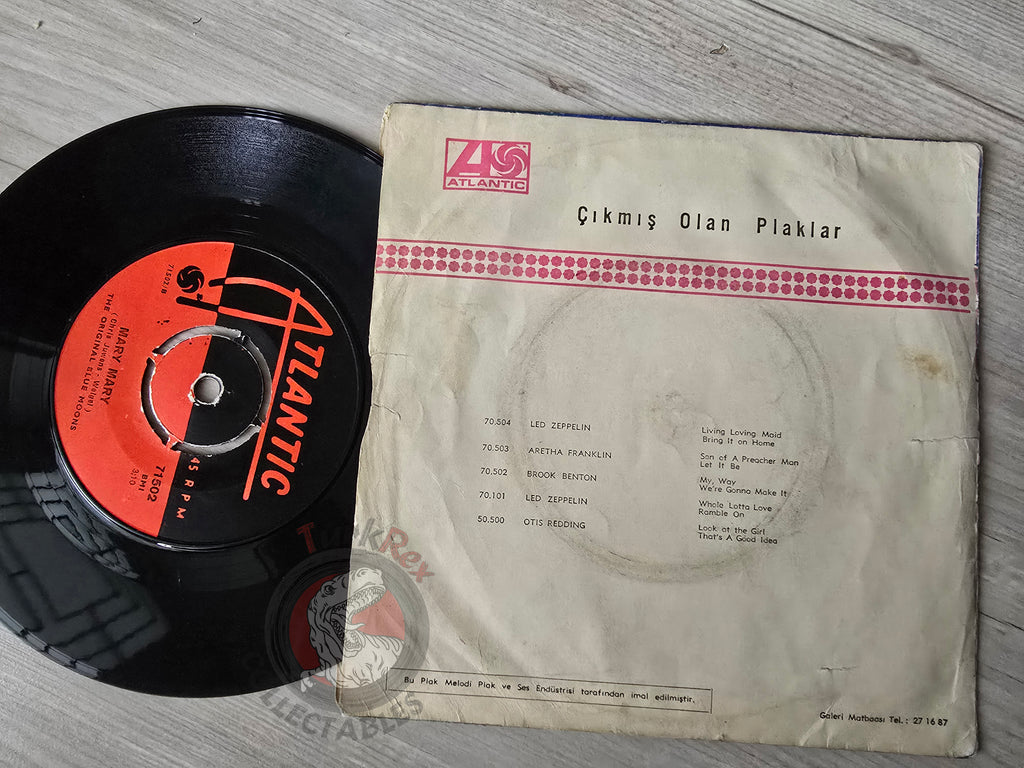 ATLANTIC
Çıkmış Olan Plaklar
70.504 LED ZEPPELIN Living Loving Maid
Bring It on Home
70.503 ARETHA FRANKLIN Son of A Preacher Man
Let It Be
70.502 BROOK BENTON My, Way
We're Gonna Make It
70.101 LED ZEPPELIN Whole Lotta Love
Ramble On
50.500 OTIS REDDING Look at the Girl
That's A Good Idea
Bu Plak Melodi Plak ve Ses Endüstrisi tarafından imal edilmiştir.
Galeri Matbaası Tel.: 27 16 87
ATLANTIC
45 RPM
71502/B
MARY MARY
THE ORIGINAL BLUE MOONS
71502
BMI
3:10
TurkRex
COLLECTABLES